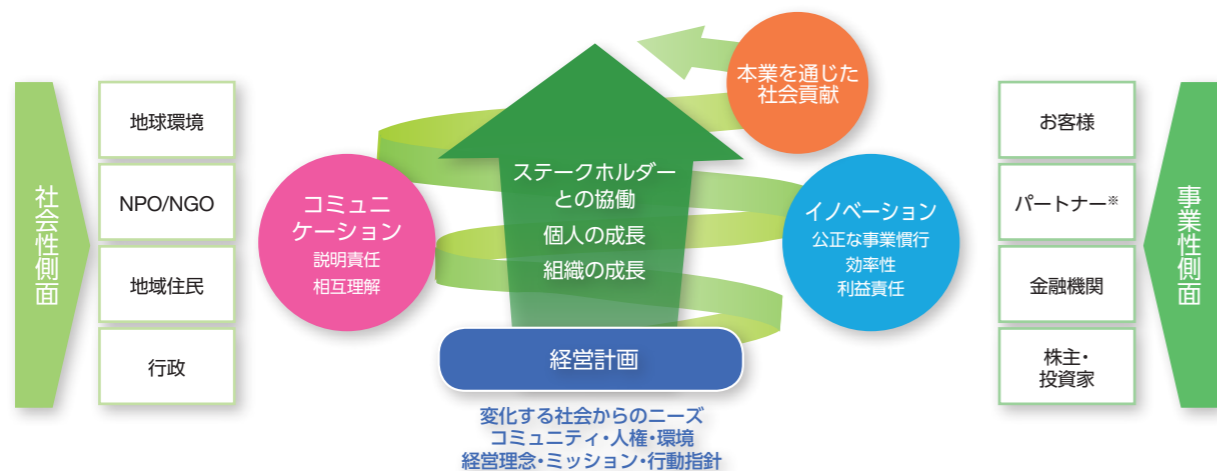 社会性側面
地球環境
NPO/NGO
地域住民
行政
コミュニ
ケーション
説明責任
相互理解
本業を通じた
社会貢献
ステークホルダー
との協働
個人の成長
組織の成長
イノベーション
公正な事業慣行
効率性
利益責任
経営計画
変化する社会からのニーズ
コミュニティ・人権・環境
経営理念・ミッション・行動指針
お客様
パートナー※
金融機関
株主・
投資家
事業性側面